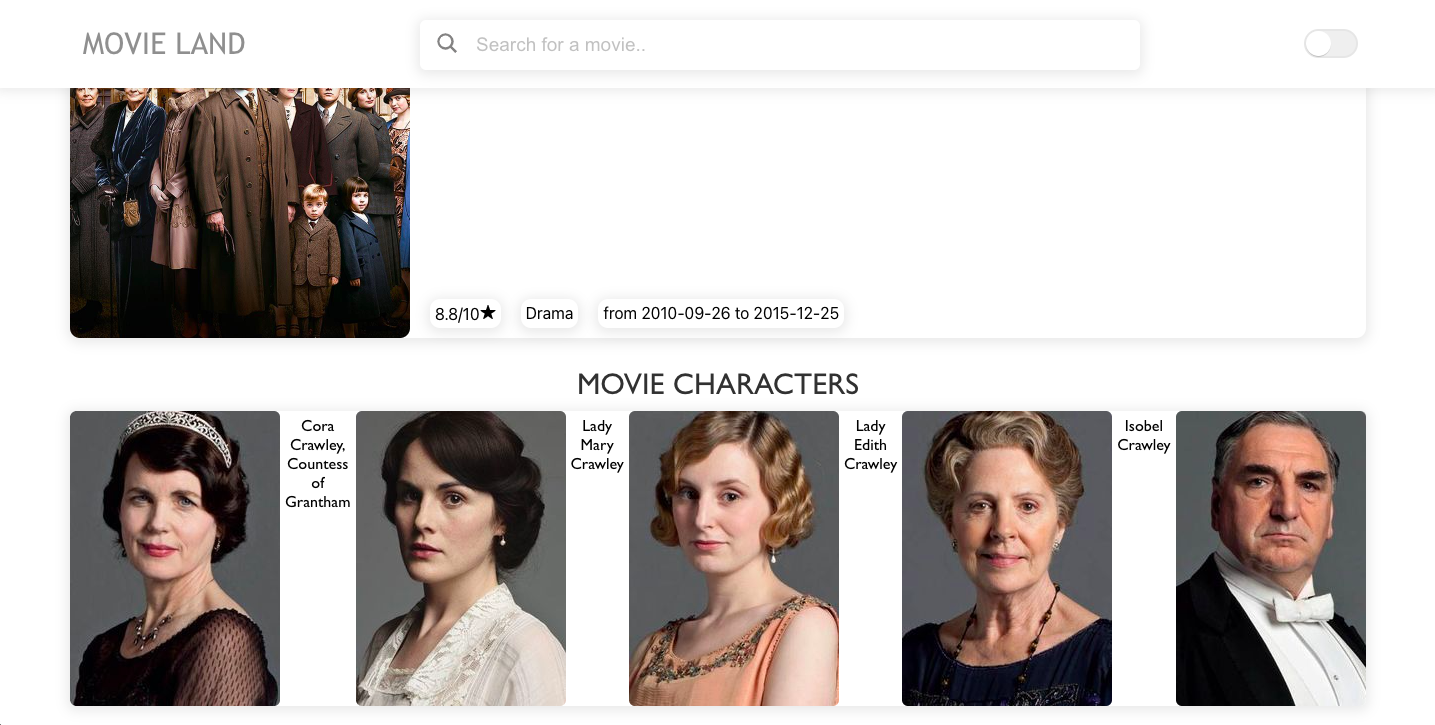 MOVIE LAND
Search for a movie..
8.8/10★
Drama
from 2010-09-26 to 2015-12-25
MOVIE CHARACTERS
Cora
Crawley,
Countess
of
Grantham
Lady
Mary
Crawley
Lady
Edith
Crawley
Isobel
Crawley